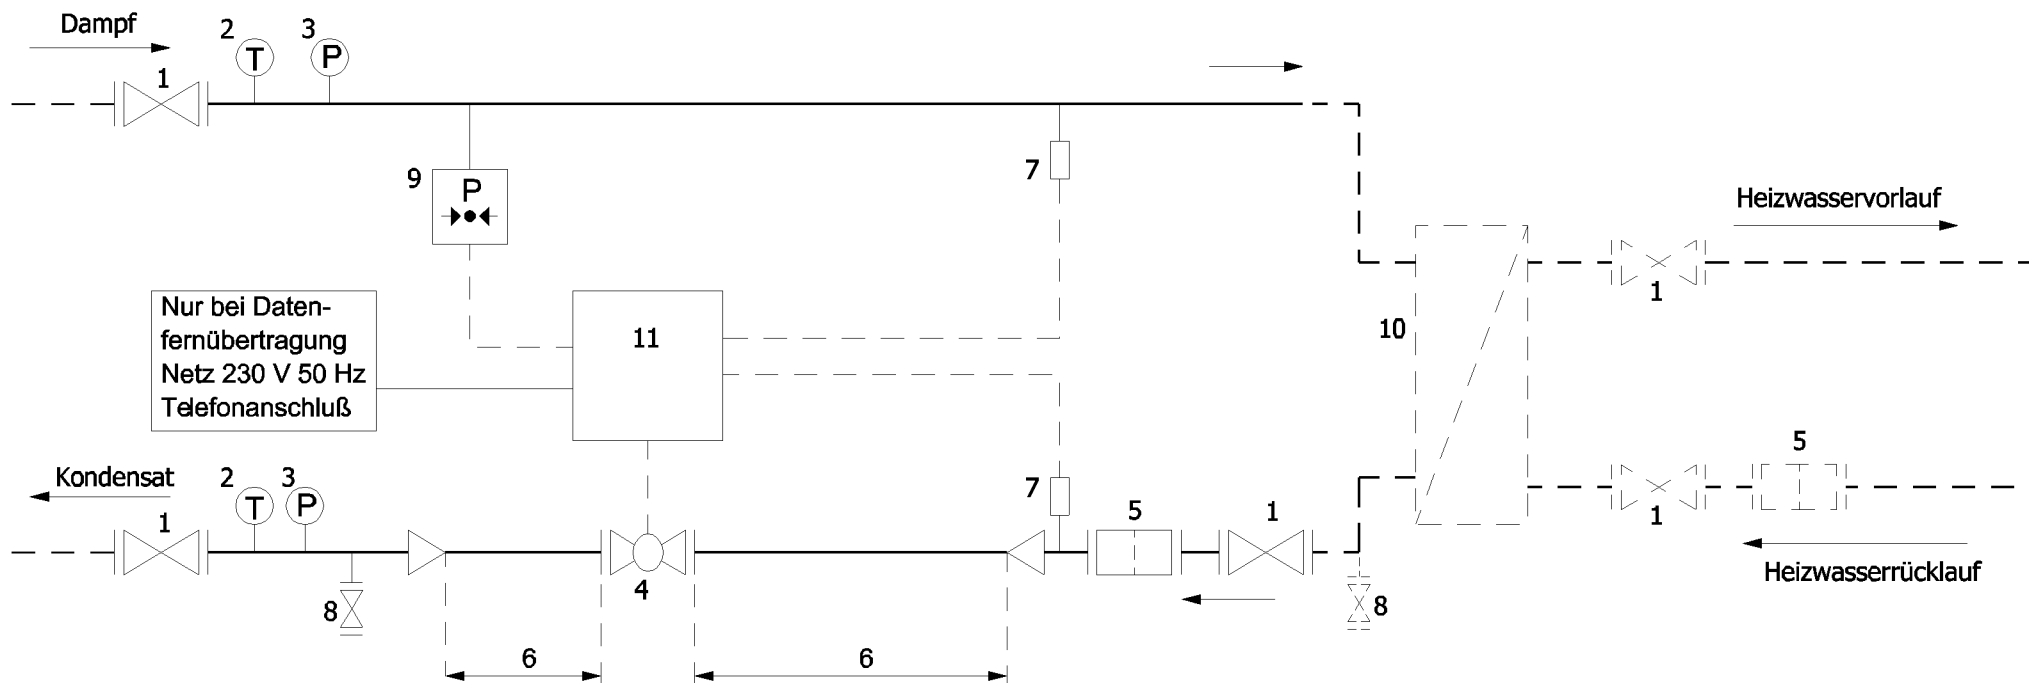 Dampf
2
3
T
P
1
9
P
7
Heizwasservorlauf
1
10
Nur bei Daten-
fernübertragung
Netz 230 V 50 Hz
Telefonanschluß
11
Kondensat
2
3
T
P
1
8
4
7
5
1
5
1
Heizwasserrücklauf
8
6
6